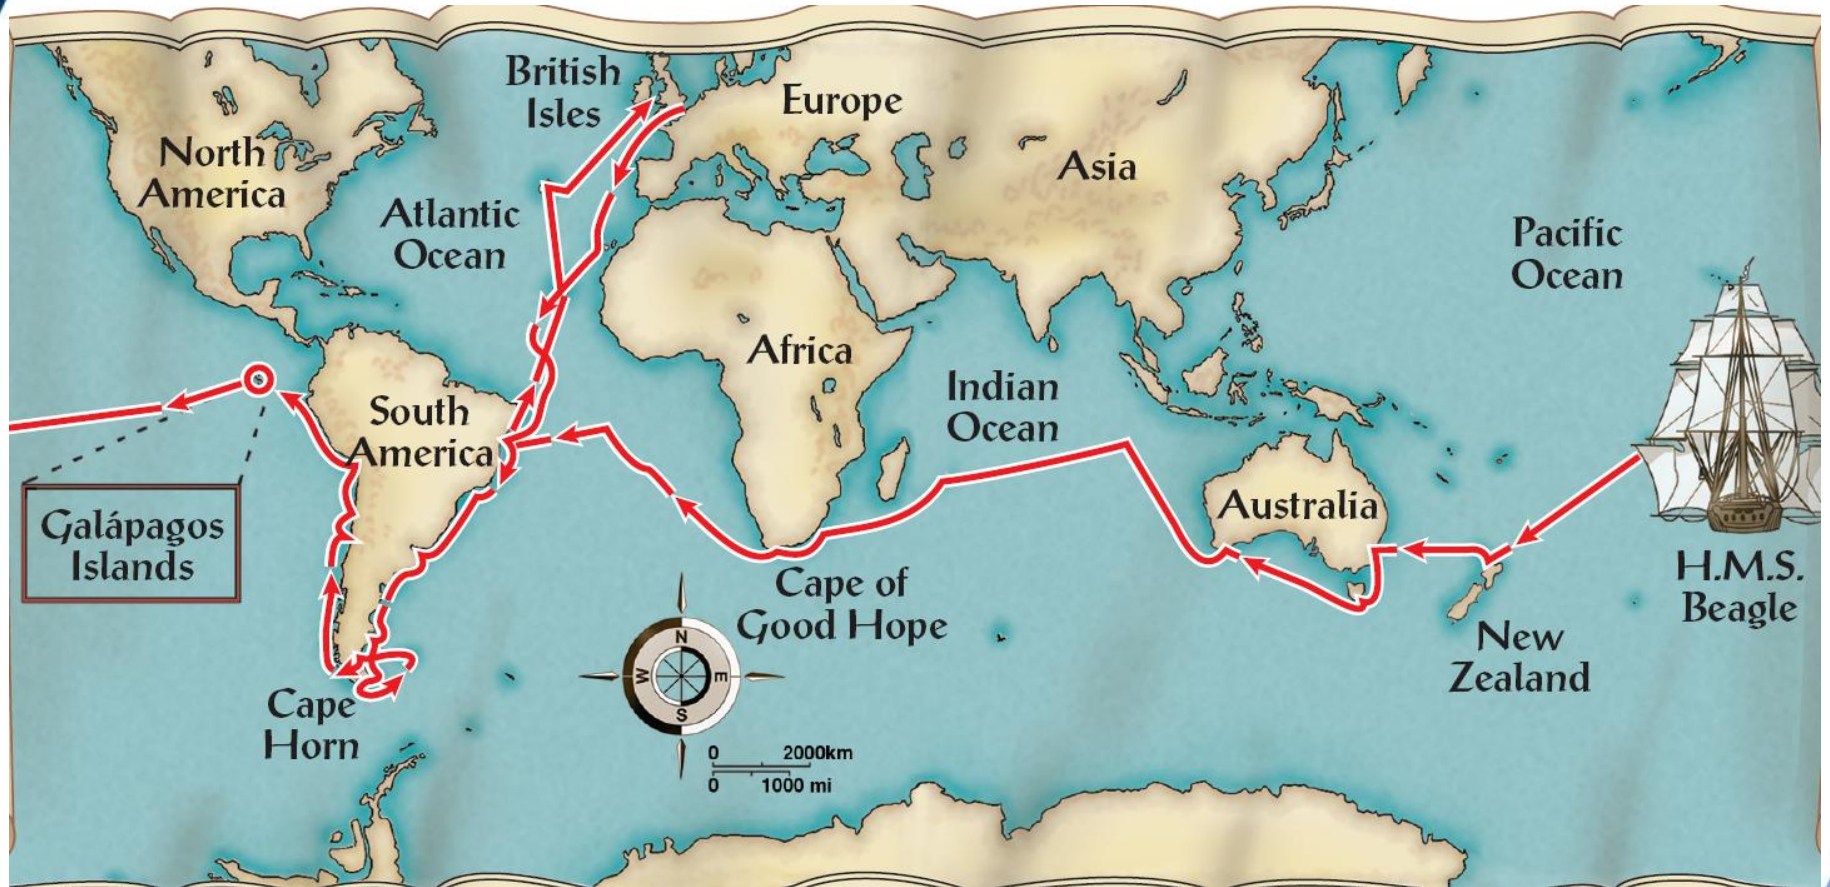 British
Isles
Europe
North
America
Asia
Atlantic
Ocean
Pacific
Ocean
Africa
Indian
Ocean
South
America
Galápagos
Islands
Australia
H.M.S.
Beagle
Cape of
Good Hope
New
Zealand
Cape
Horn
N
W
E
S
0 2000km
0 1000 mi